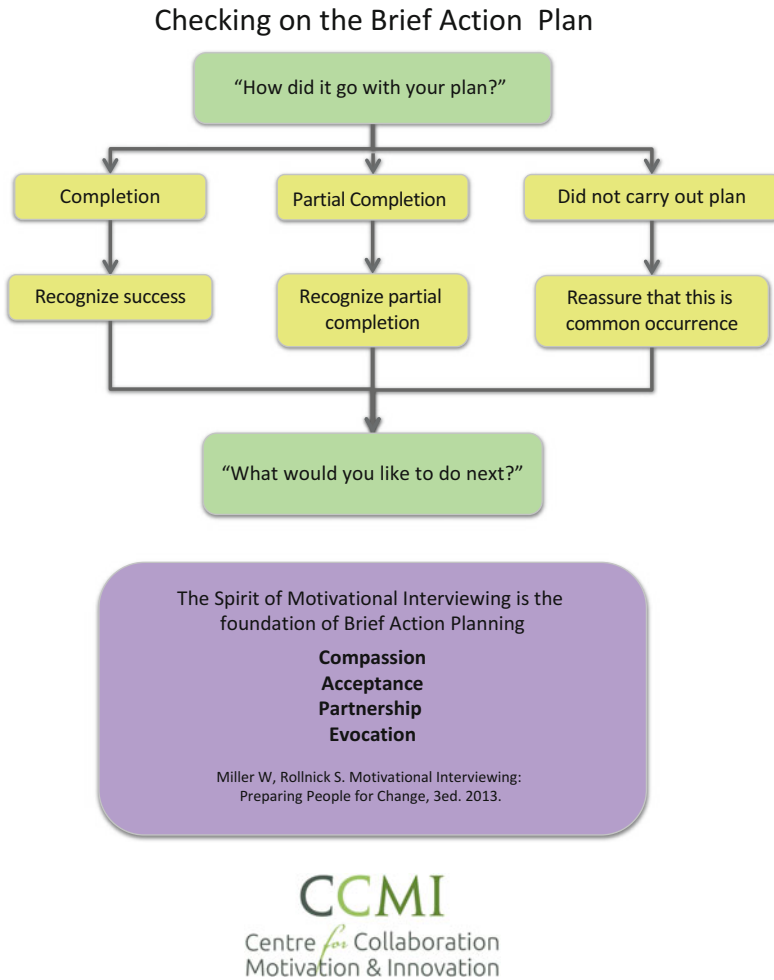 Checking on the Brief Action Plan
“How did it go with your plan?”
Completion
Partial Completion
Did not carry out plan
Recognize success
Recognize partial
completion
Reassure that this is
common occurrence
“What would you like to do next?”
The Spirit of Motivational Interviewing is the
foundation of Brief Action Planning
Compassion
Acceptance
Partnership
Evocation
Miller W, Rollnick S. Motivational Interviewing:
Preparing People for Change, 3ed. 2013.
CCMI
Centre for Collaboration
Motivation & Innovation